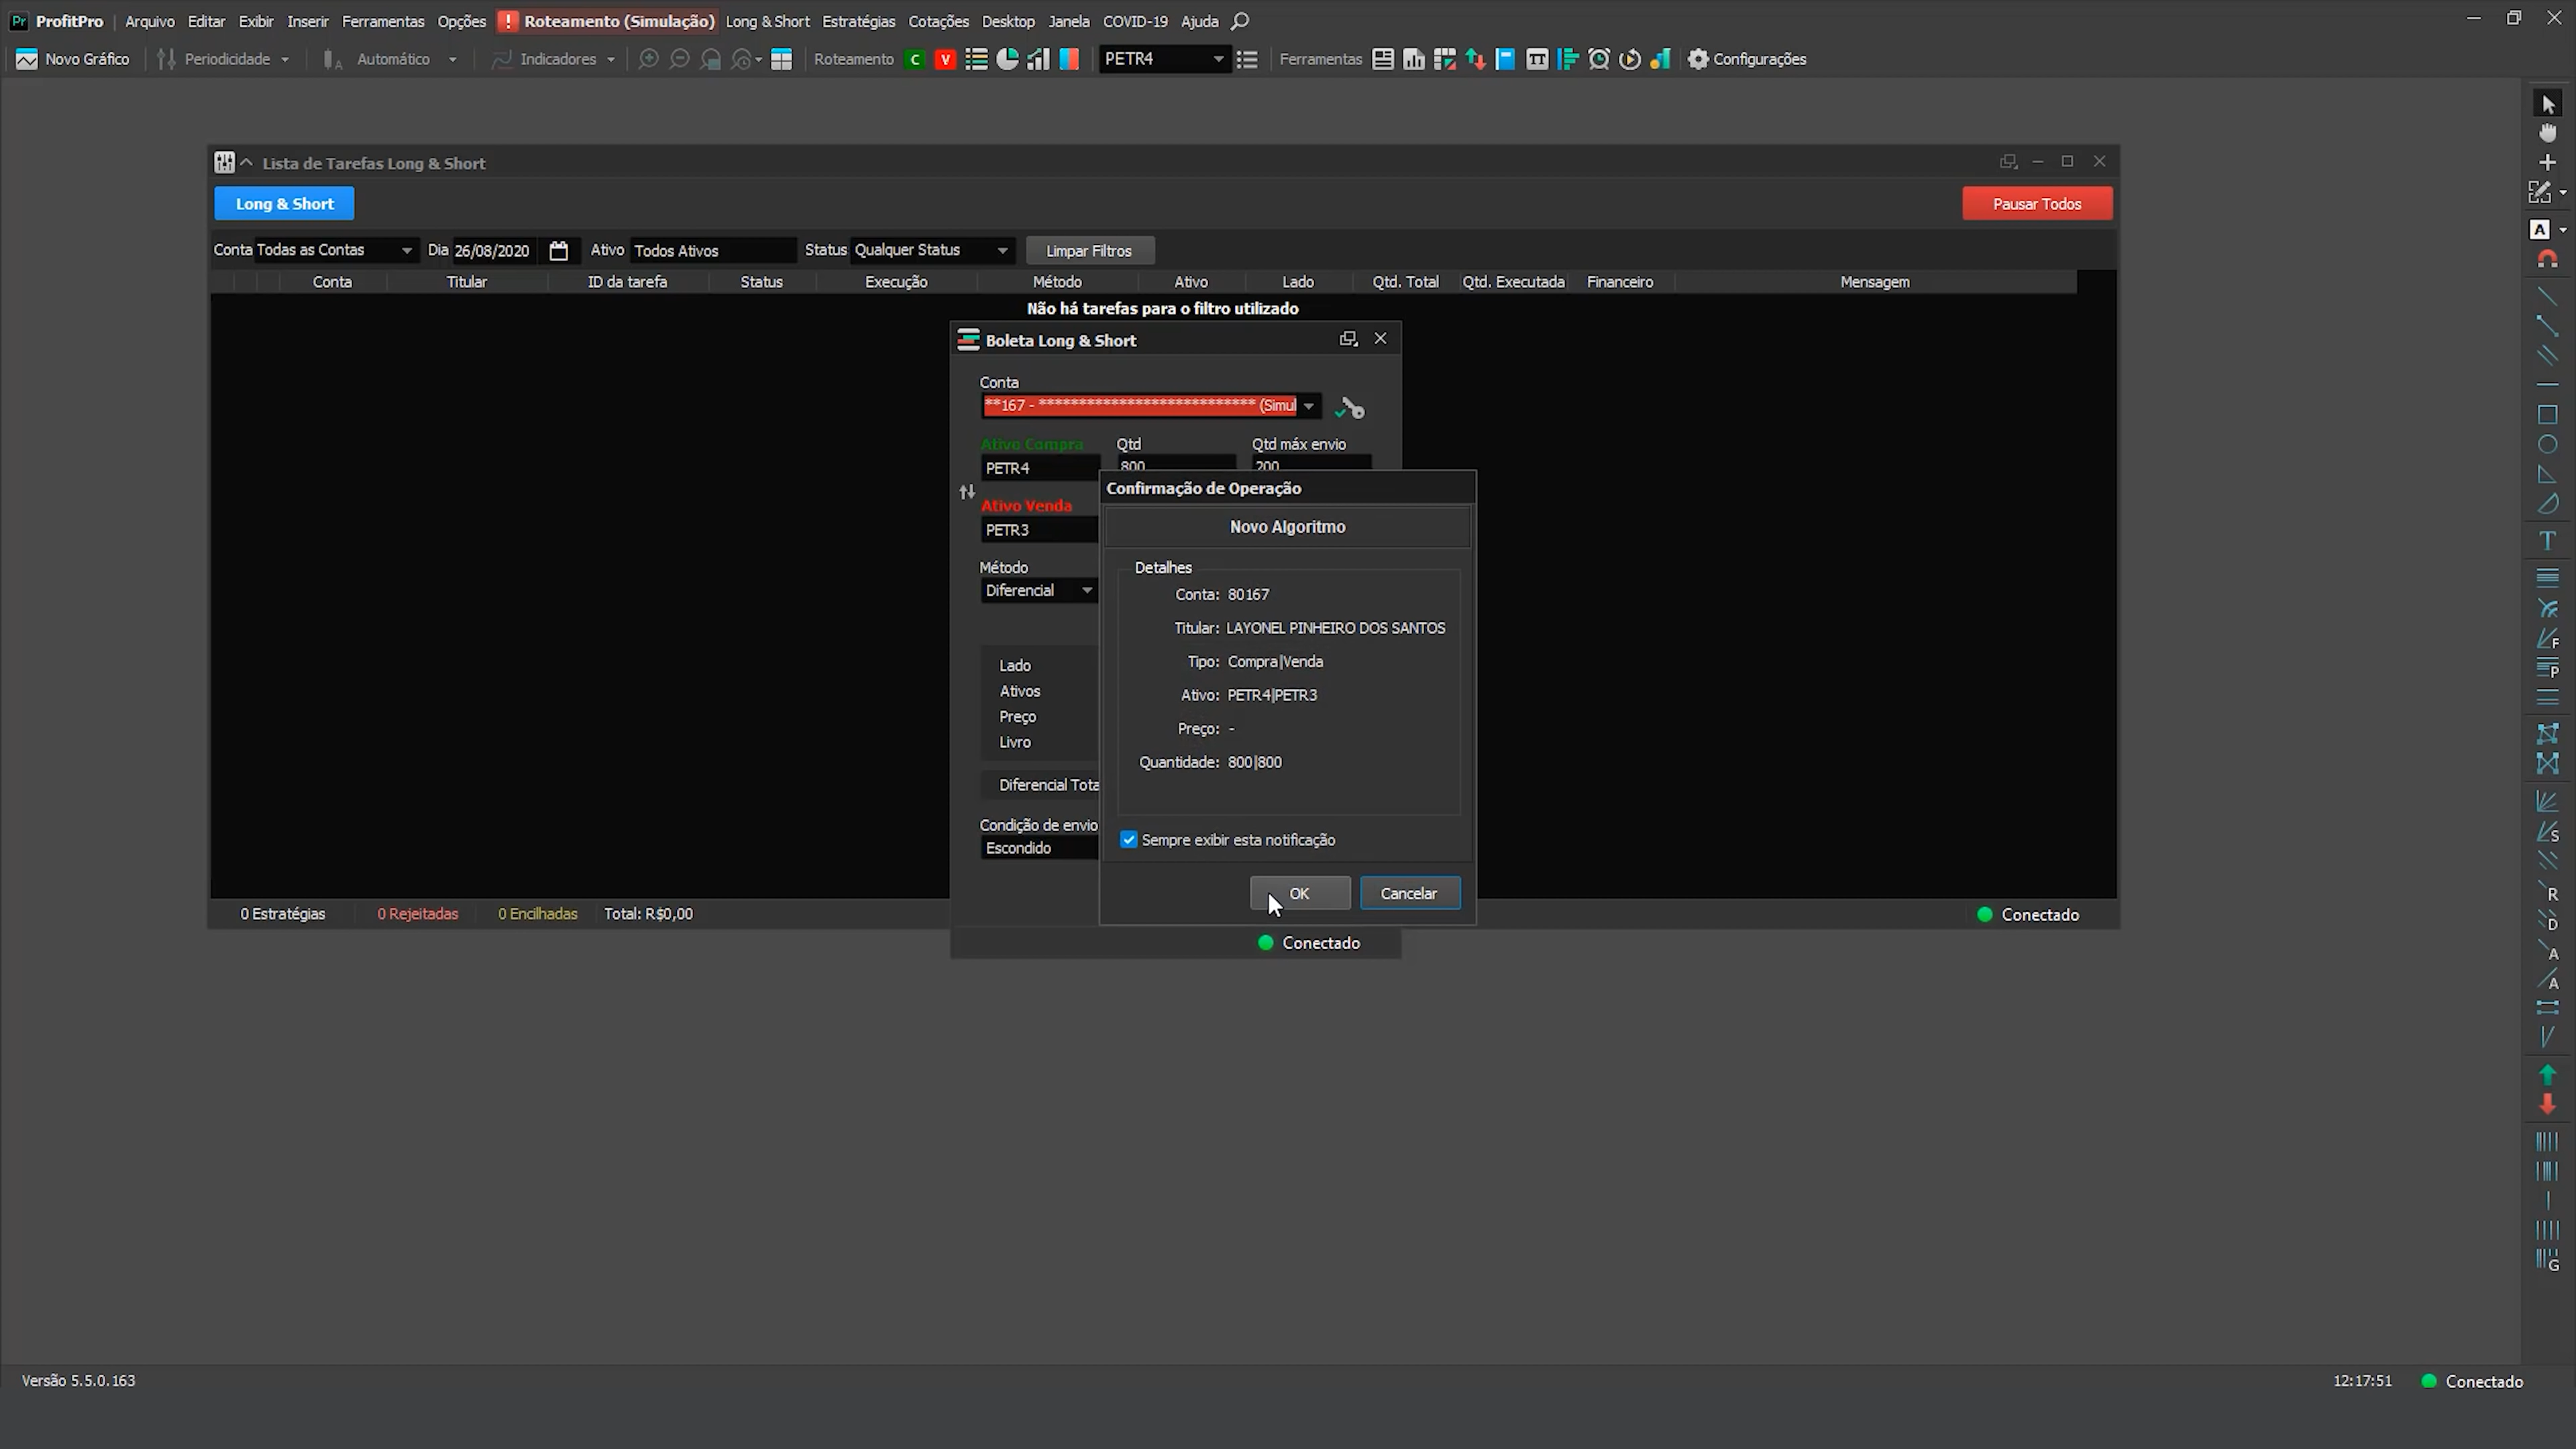 Pr ProfitPro Arquivo Editar Exibir Inserir Ferramentas Opções ! Roteamento (Simulação) Long & Short Estratégias Cotações Desktop Janela COVID-19 Ajuda
Novo Gráfico Periodicidade Automático Indicadores Roteamento C V PETR4 Ferramentas TT Configurações
Lista de Tarefas Long & Short
Long & Short Pausar Todos
Conta Todas as Contas Dia 26/08/2020 Ativo Todos Ativos Status Qualquer Status Limpar Filtros
Conta Titular ID da tarefa Status Execução Método Ativo Lado Qtd. Total Qtd. Executada Financeiro Mensagem
Não há tarefas para o filtro utilizado
Boleta Long & Short
Conta
**167 - *************************** (Simul
Ativo Compra Qtd Qtd máx envio
PETR4 800 200
Ativo Venda
PETR3
Método
Diferencial
Lado
Ativos
Preço
Livro
Diferencial Tota
Condição de envio
Escondido
Conectado
Confirmação de Operação
Novo Algoritmo
Detalhes
Conta: 80167
Titular: LAYONEL PINHEIRO DOS SANTOS
Tipo: Compra|Venda
Ativo: PETR4|PETR3
Preço: -
Quantidade: 800|800
Sempre exibir esta notificação
OK Cancelar
0 Estratégias 0 Rejeitadas 0 Encilhadas Total: R$0,00 Conectado
A
T
F
P
S
R
D
A
A
G
Versão 5.5.0.163 12:17:51 Conectado